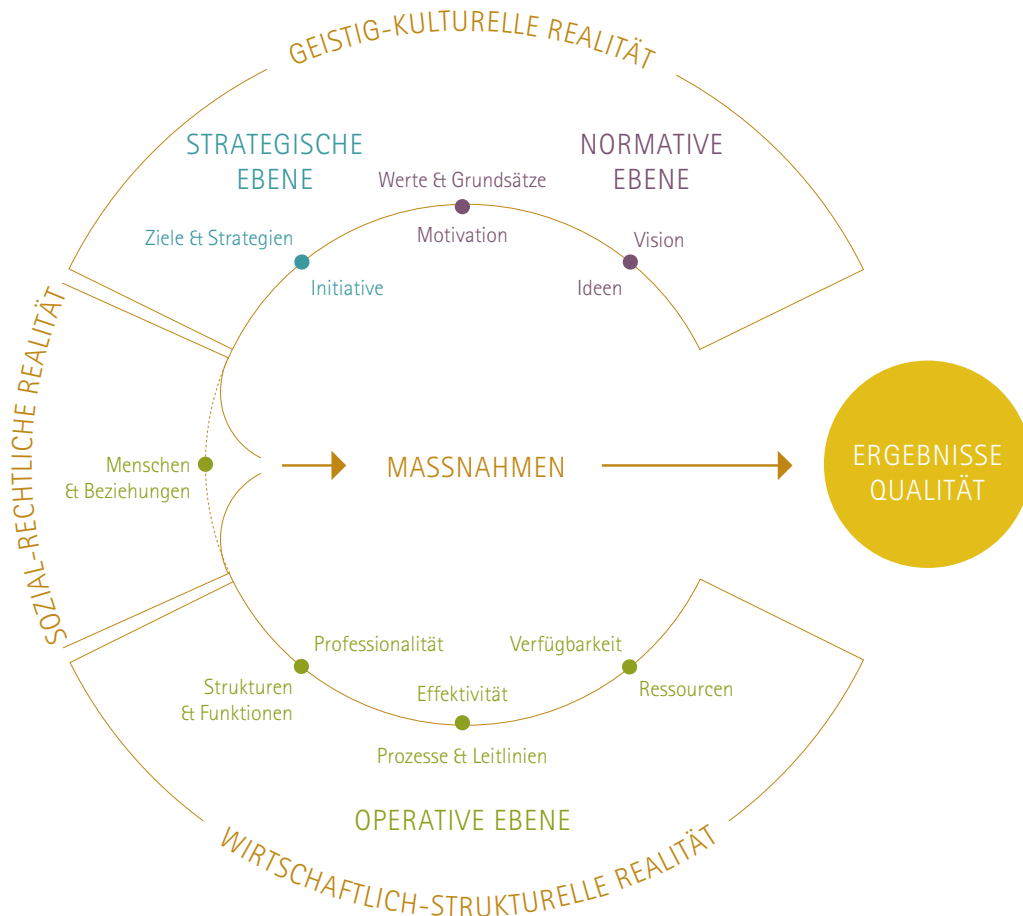 GEISTIG-KULTURELLE REALITÄT
STRATEGISCHE
EBENE
NORMATIVE
EBENE
Werte & Grundsätze
Motivation
Ziele & Strategien
Initiative
Vision
Ideen
SOZIAL-RECHTLICHE REALITÄT
Menschen
& Beziehungen
MASSNAHMEN
ERGEBNISSE
QUALITÄT
Professionalität
Strukturen
& Funktionen
Effektivität
Prozesse & Leitlinien
Verfügbarkeit
Ressourcen
OPERATIVE EBENE
WIRTSCHAFTLICH-STRUKTURELLE REALITÄT